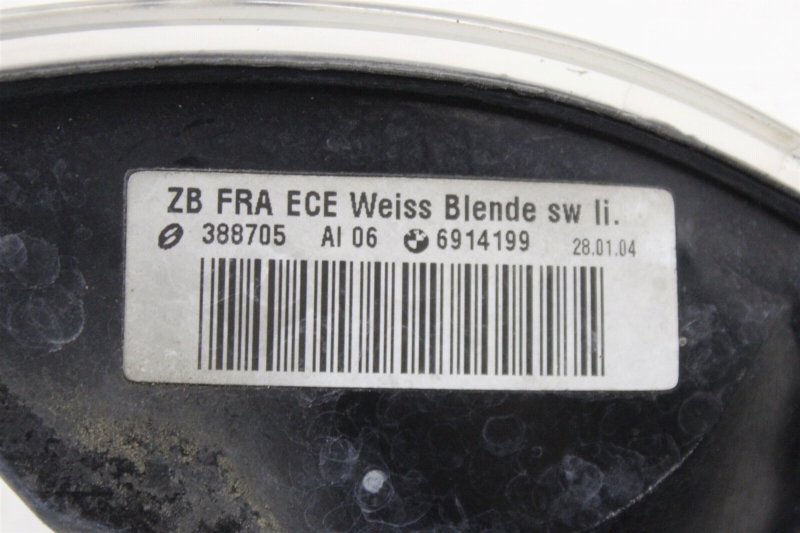 ZB FRA ECE Weiss Blende sw li.
388705 AI 06 6914199 28.01.04